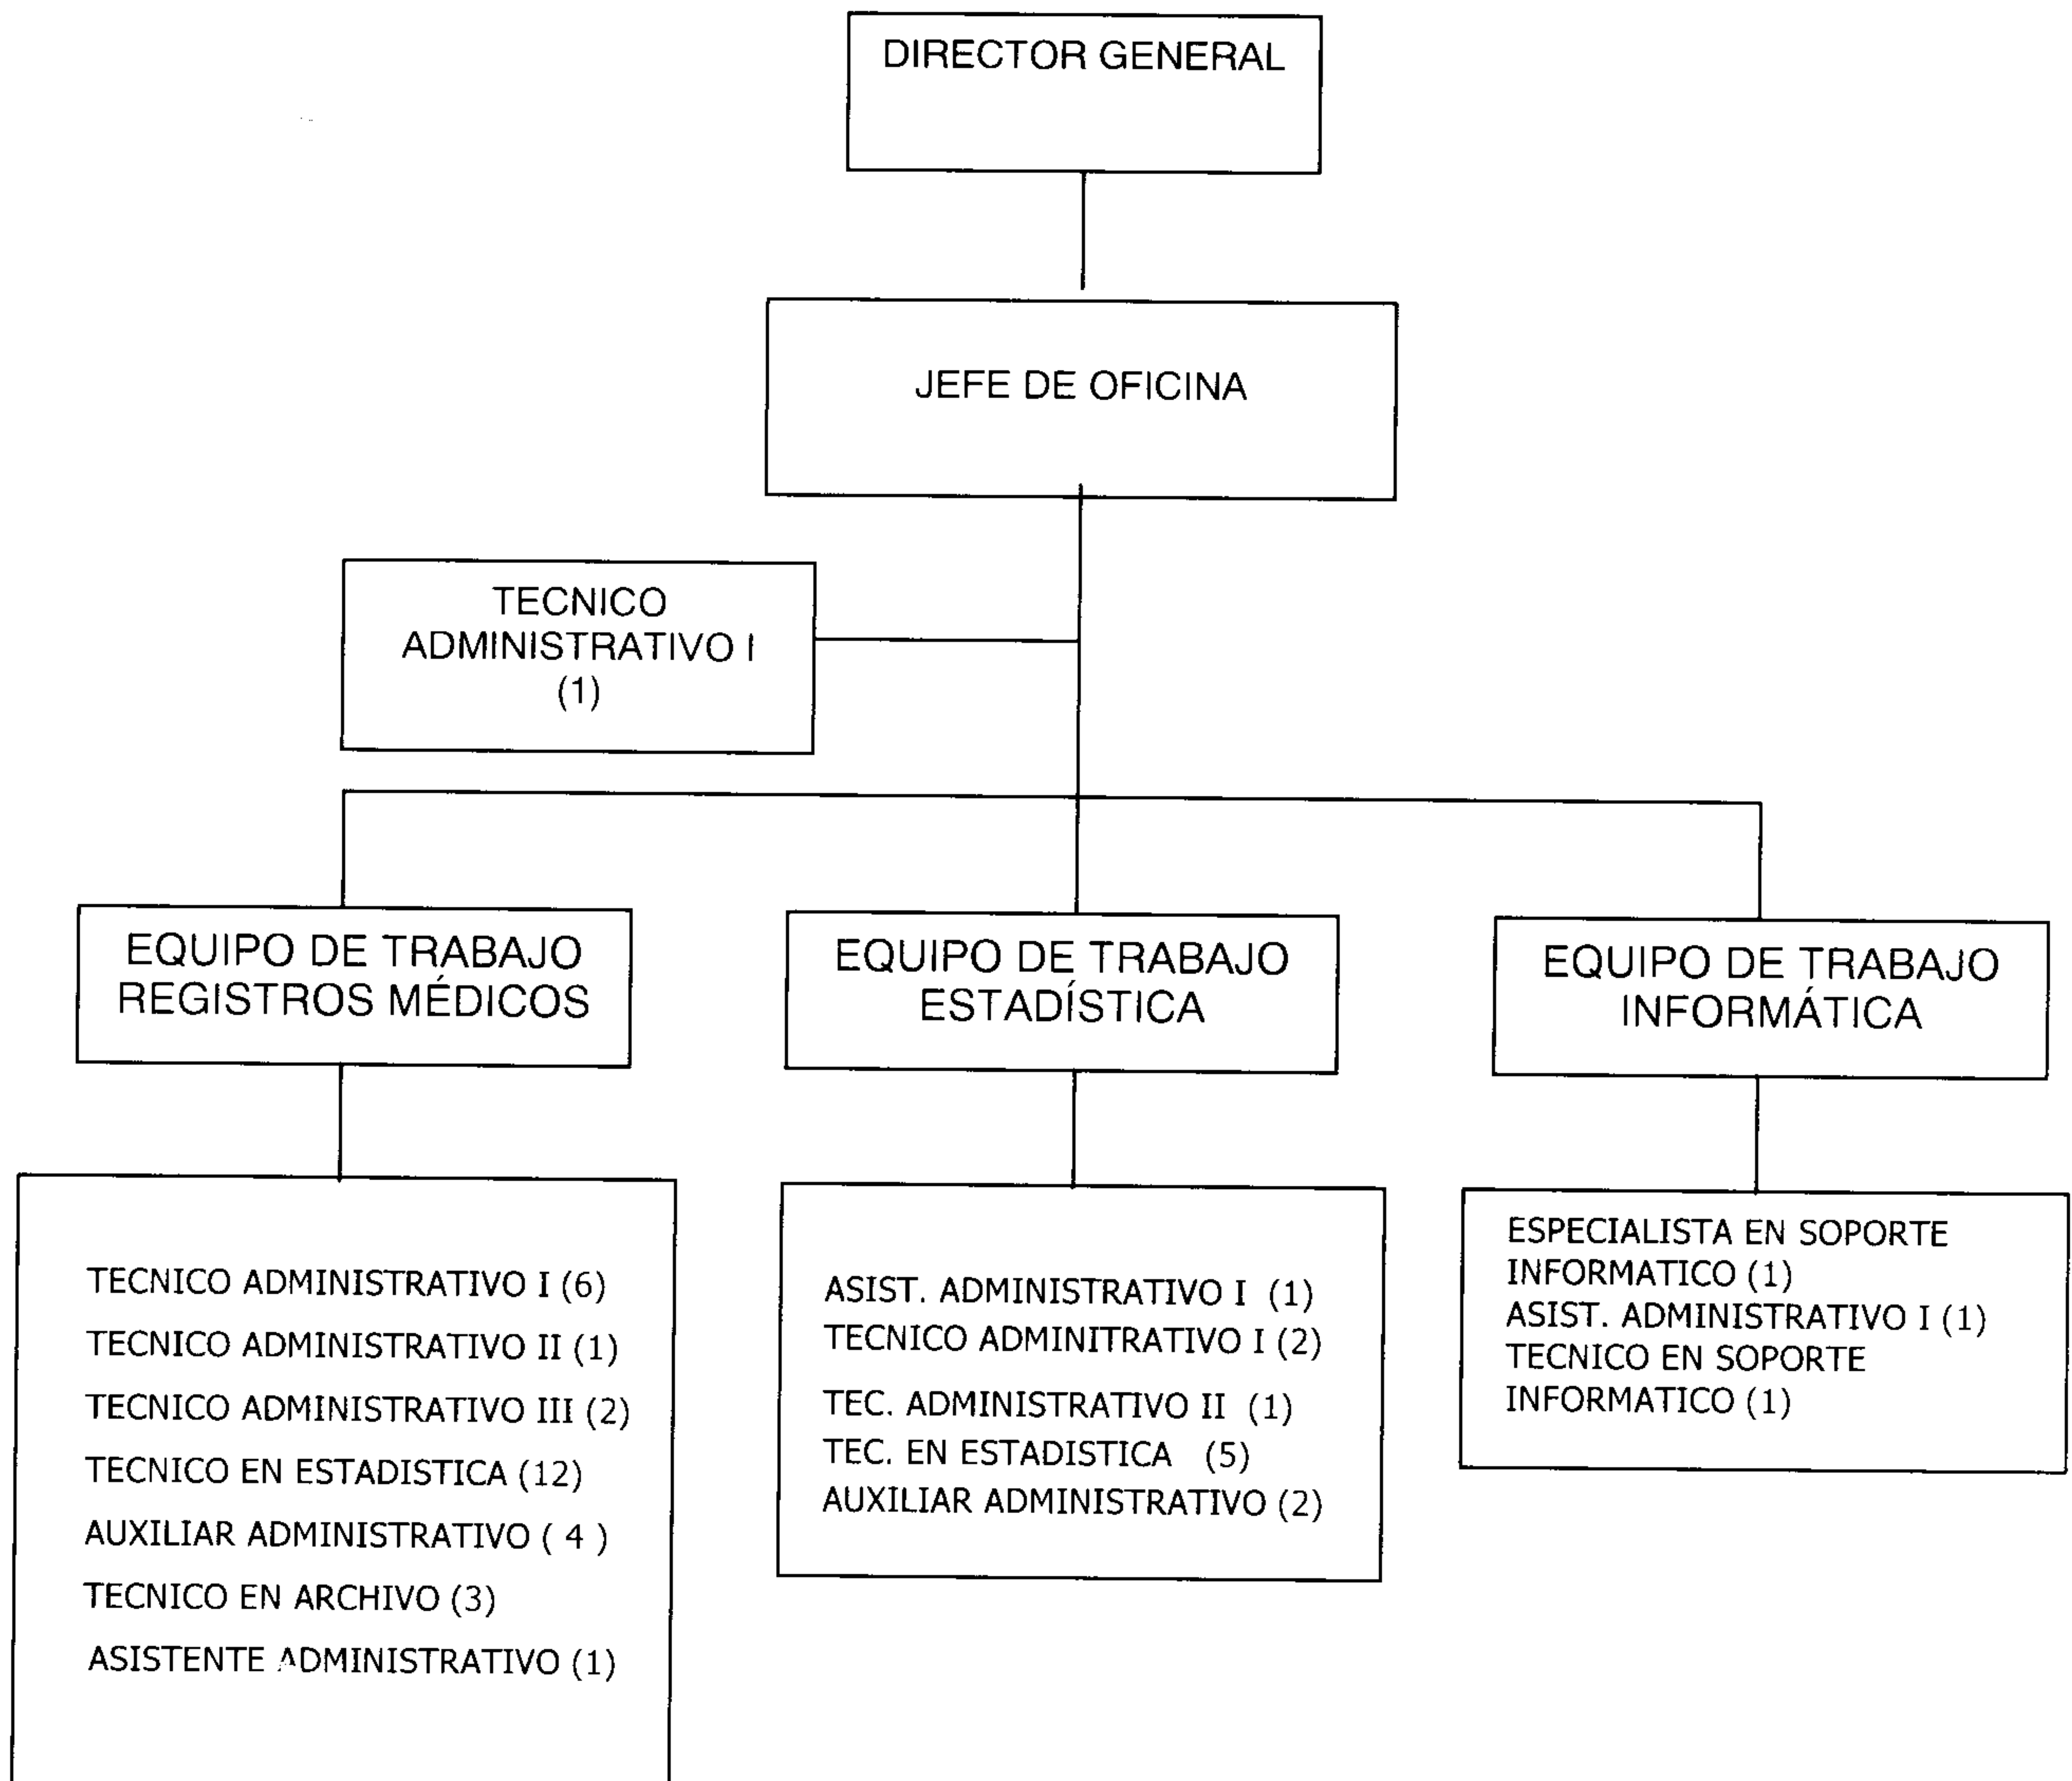 DIRECTOR GENERAL
JEFE DE OFICINA
TECNICO
ADMINISTRATIVO I
(1)
EQUIPO DE TRABAJO
REGISTROS MÉDICOS
EQUIPO DE TRABAJO
ESTADÍSTICA
EQUIPO DE TRABAJO
INFORMÁTICA
TECNICO ADMINISTRATIVO I (6)
TECNICO ADMINISTRATIVO II (1)
TECNICO ADMINISTRATIVO III (2)
TECNICO EN ESTADISTICA (12)
AUXILIAR ADMINISTRATIVO ( 4 )
TECNICO EN ARCHIVO (3)
ASISTENTE ADMINISTRATIVO (1)
ASIST. ADMINISTRATIVO I (1)
TECNICO ADMINITRATIVO I (2)
TEC. ADMINISTRATIVO II (1)
TEC. EN ESTADISTICA (5)
AUXILIAR ADMINISTRATIVO (2)
ESPECIALISTA EN SOPORTE
INFORMATICO (1)
ASIST. ADMINISTRATIVO I (1)
TECNICO EN SOPORTE
INFORMATICO (1)